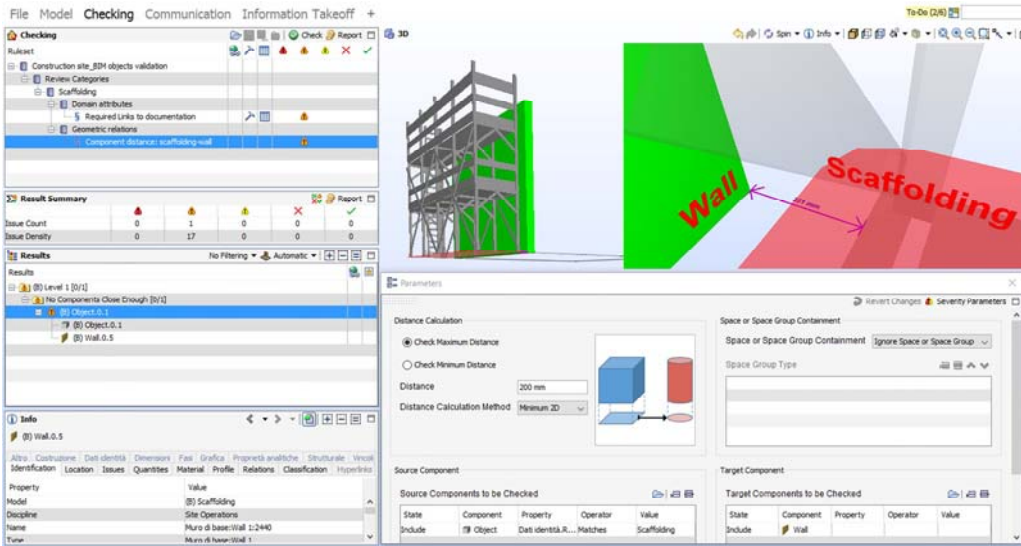 File Model Checking Communication Information Takeoff +
To-Do (2/6)
Checking
Check Report
Ruleset
Construction site_BIM objects validation
Review Categories
Scaffolding
Domain attributes
§ Required Links to documentation
Geometric relations
Component distance: scaffolding-wall
Result Summary
Report
Issue Count 0 1 0 0 0
Issue Density 0 17 0 0 0
Results
No Filtering Automatic
Results
(B) Level 1 [0/1]
No Components Close Enough [0/1]
(B) Object.0.1
(B) Object.0.1
(B) Wall.0.5
Info
(B) Wall.0.5
Altro Costruzione Dati identità Dimensioni Fasi Grafica Proprietà analitiche Strutturale Vincoli
Identification Location Issues Quantities Material Profile Relations Classification Hyperlinks
Property Value
Model (B) Scaffolding
Discipline Site Operations
Name Muro di base:Wall 1:2440
Type Muro di base:Wall 1
3D
Spin Info
Wall
Scaffolding
Parameters
Revert Changes Severity Parameters
Distance Calculation
Check Maximum Distance
Check Minimum Distance
Distance 200 mm
Distance Calculation Method Minimum 2D
Space or Space Group Containment
Space or Space Group Containment Ignore Space or Space Group
Space Group Type
Source Component
Source Components to be Checked
State Component Property Operator Value
Include Object Dati identità.R... Matches Scaffolding
Target Component
Target Components to be Checked
State Component Property Operator Value
Include Wall